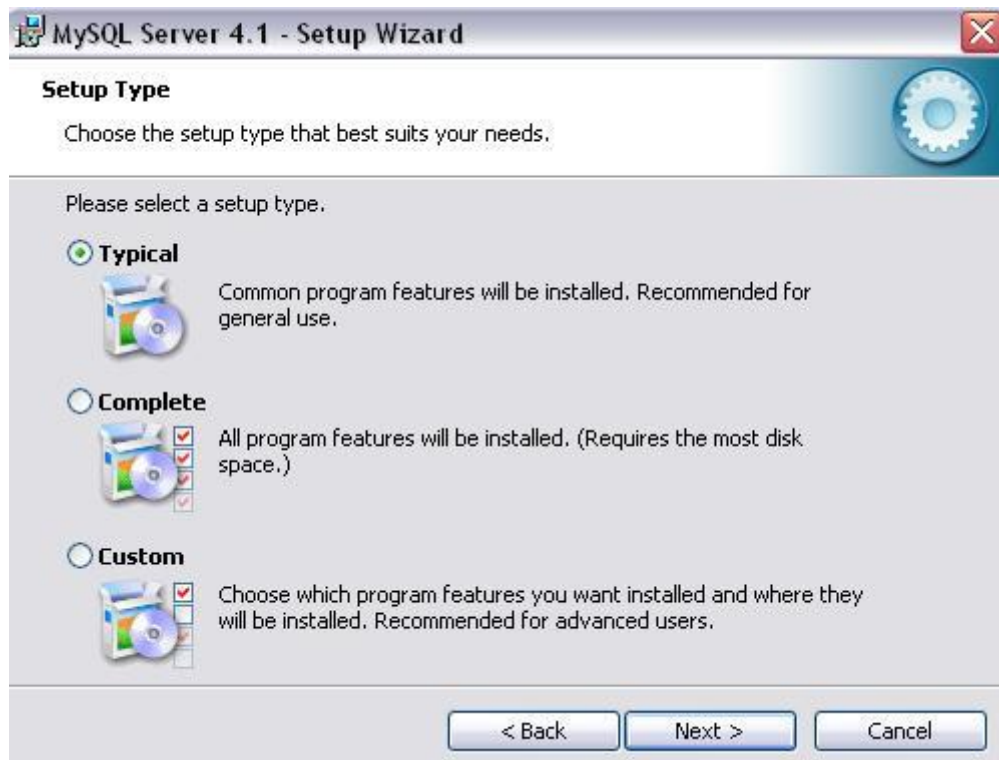 MySQL Server 4.1 - Setup Wizard
Setup Type
Choose the setup type that best suits your needs.
Please select a setup type.
Typical
Common program features will be installed. Recommended for
general use.
Complete
All program features will be installed. (Requires the most disk
space.)
Custom
Choose which program features you want installed and where they
will be installed. Recommended for advanced users.
< Back
Next >
Cancel